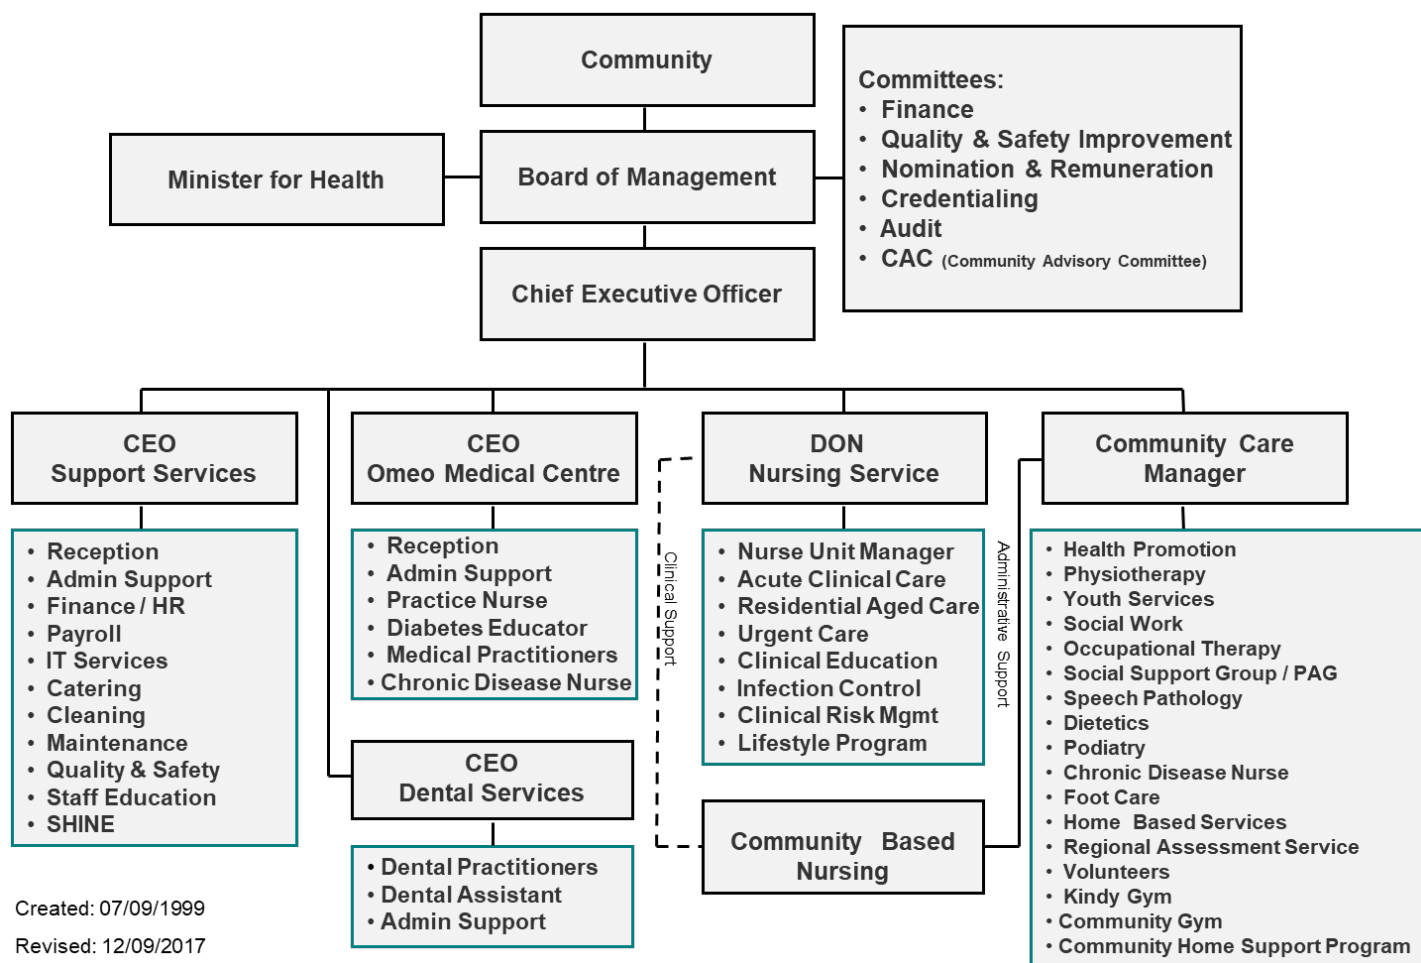 Community
Committees:
• Finance
• Quality & Safety Improvement
• Nomination & Remuneration
• Credentialing
• Audit
• CAC (Community Advisory Committee)
Minister for Health
Board of Management
Chief Executive Officer
CEO
Support Services
• Reception
• Admin Support
• Finance / HR
• Payroll
• IT Services
• Catering
• Cleaning
• Maintenance
• Quality & Safety
• Staff Education
• SHINE
CEO
Omeo Medical Centre
• Reception
• Admin Support
• Practice Nurse
• Diabetes Educator
• Medical Practitioners
• Chronic Disease Nurse
CEO
Dental Services
• Dental Practitioners
• Dental Assistant
• Admin Support
Clinical Support
DON
Nursing Service
• Nurse Unit Manager
• Acute Clinical Care
• Residential Aged Care
• Urgent Care
• Clinical Education
• Infection Control
• Clinical Risk Mgmt
• Lifestyle Program
Community Based
Nursing
Administrative Support
Community Care
Manager
• Health Promotion
• Physiotherapy
• Youth Services
• Social Work
• Occupational Therapy
• Social Support Group / PAG
• Speech Pathology
• Dietetics
• Podiatry
• Chronic Disease Nurse
• Foot Care
• Home Based Services
• Regional Assessment Service
• Volunteers
• Kindy Gym
• Community Gym
• Community Home Support Program
Created: 07/09/1999
Revised: 12/09/2017